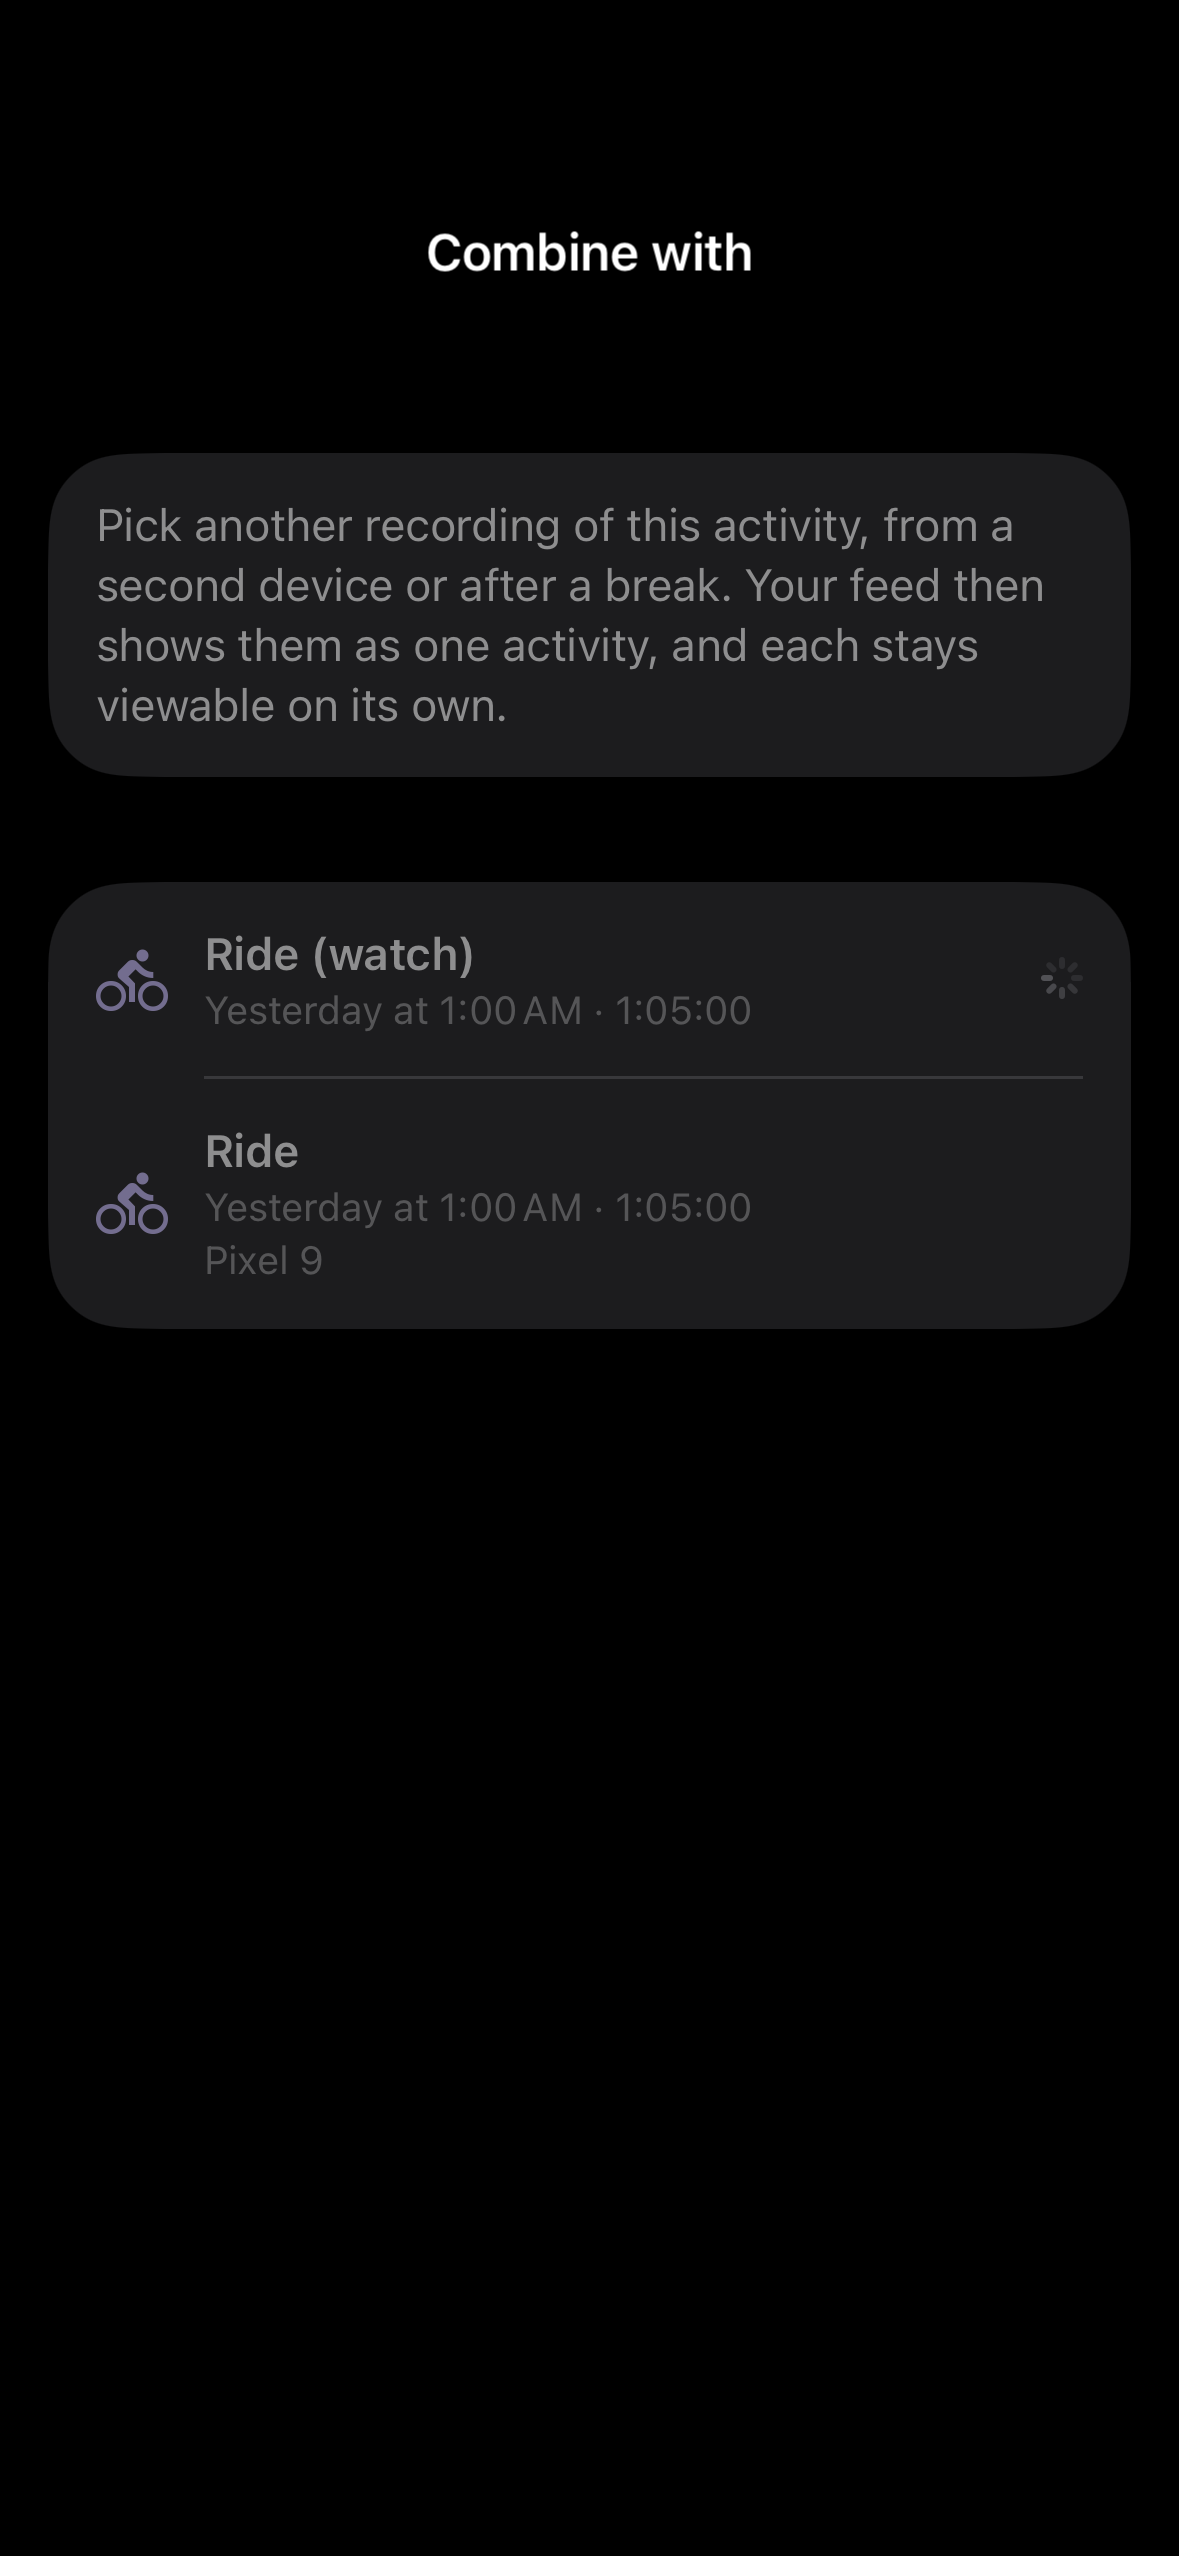 Combine with
Pick another recording of this activity, from a
second device or after a break. Your feed then
shows them as one activity, and each stays
viewable on its own.
Ride (watch)
Yesterday at 1:00 AM · 1:05:00
Ride
Yesterday at 1:00 AM · 1:05:00
Pixel 9